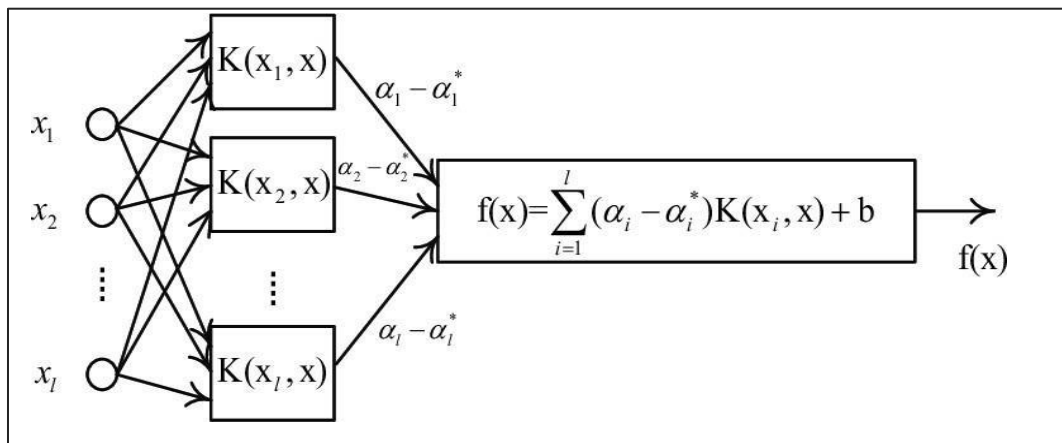 x₁
x₂
⋮
xₗ
K(x₁, x)
K(x₂, x)
⋮
K(xₗ, x)
α₁ − α₁*
α₂ − α₂*
αₗ − αₗ*
f(x)=∑ᵢ₌₁ˡ (αᵢ − αᵢ*)K(xᵢ, x) + b
f(x)